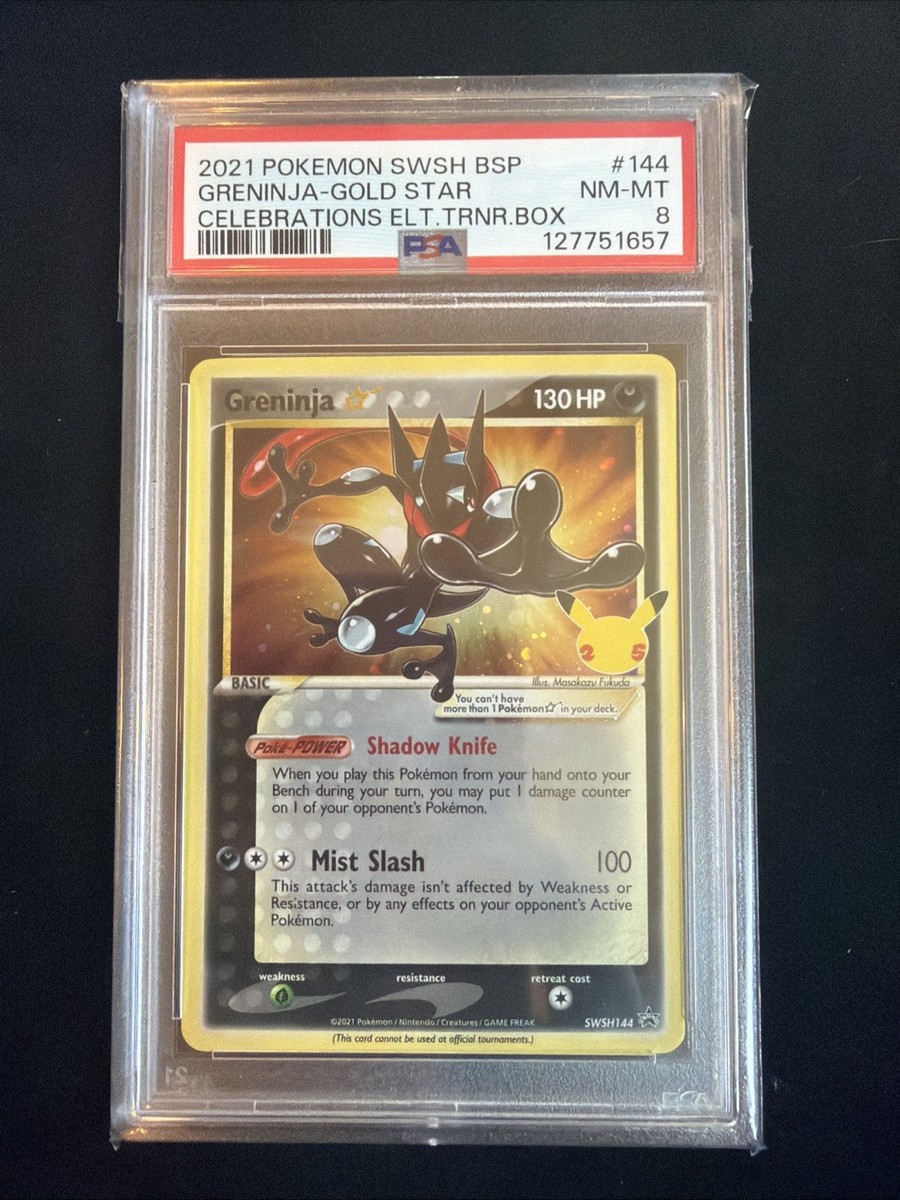 2021 POKEMON SWSH BSP #144
GRENINJA-GOLD STAR NM-MT
CELEBRATIONS ELT.TRNR.BOX 8
PSA 127751657
Greninja ☆ 130 HP
2 5
BASIC Illus. Masakazu Fukuda
You can't have
more than 1 Pokémon☆ in your deck.
Poké-POWER Shadow Knife
When you play this Pokémon from your hand onto your
Bench during your turn, you may put 1 damage counter
on 1 of your opponent's Pokémon.
Mist Slash 100
This attack's damage isn't affected by Weakness or
Resistance, or by any effects on your opponent's Active
Pokémon.
weakness resistance retreat cost
©2021 Pokémon / Nintendo / Creatures / GAME FREAK SWSH144
(This card cannot be used at official tournaments.)